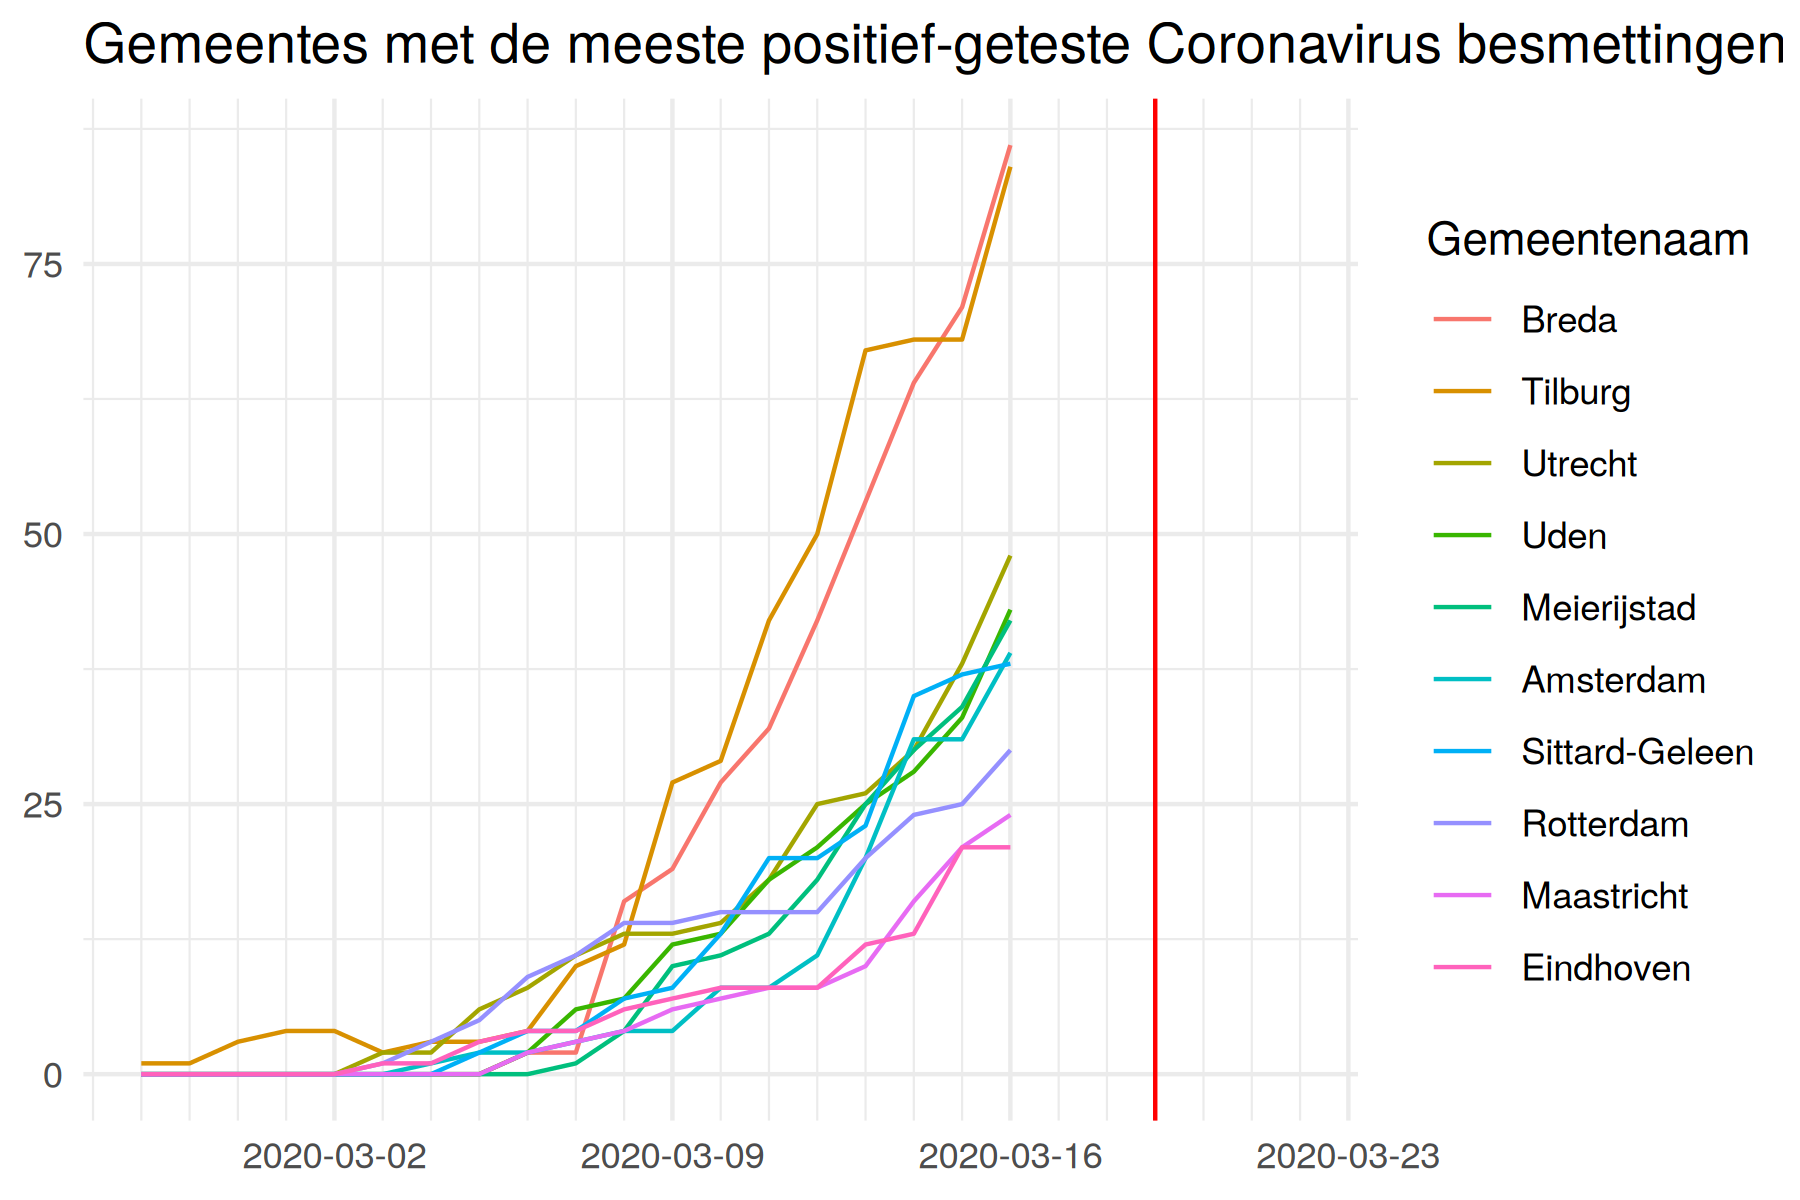 Gemeentes met de meeste positief-geteste Coronavirus besmettingen
75
50
25
0
2020-03-02
2020-03-09
2020-03-16
2020-03-23
Gemeentenaam
Breda
Tilburg
Utrecht
Uden
Meierijstad
Amsterdam
Sittard-Geleen
Rotterdam
Maastricht
Eindhoven